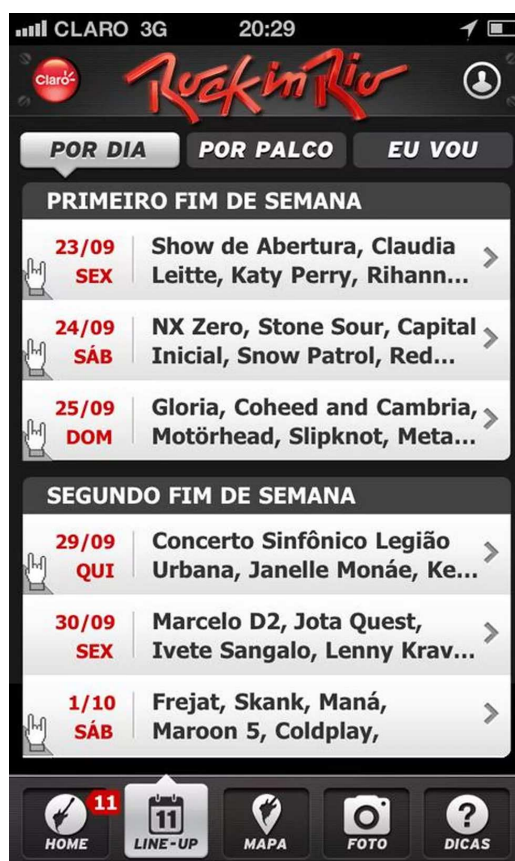 CLARO 3G 20:29
Claro
Rock in Rio
POR DIA POR PALCO EU VOU
PRIMEIRO FIM DE SEMANA
23/09 SEX
Show de Abertura, Claudia
Leitte, Katy Perry, Rihann...
24/09 SÁB
NX Zero, Stone Sour, Capital
Inicial, Snow Patrol, Red...
25/09 DOM
Gloria, Coheed and Cambria,
Motörhead, Slipknot, Meta...
SEGUNDO FIM DE SEMANA
29/09 QUI
Concerto Sinfônico Legião
Urbana, Janelle Monáe, Ke...
30/09 SEX
Marcelo D2, Jota Quest,
Ivete Sangalo, Lenny Krav...
1/10 SÁB
Frejat, Skank, Maná,
Maroon 5, Coldplay,
11 11
HOME LINE-UP MAPA FOTO DICAS